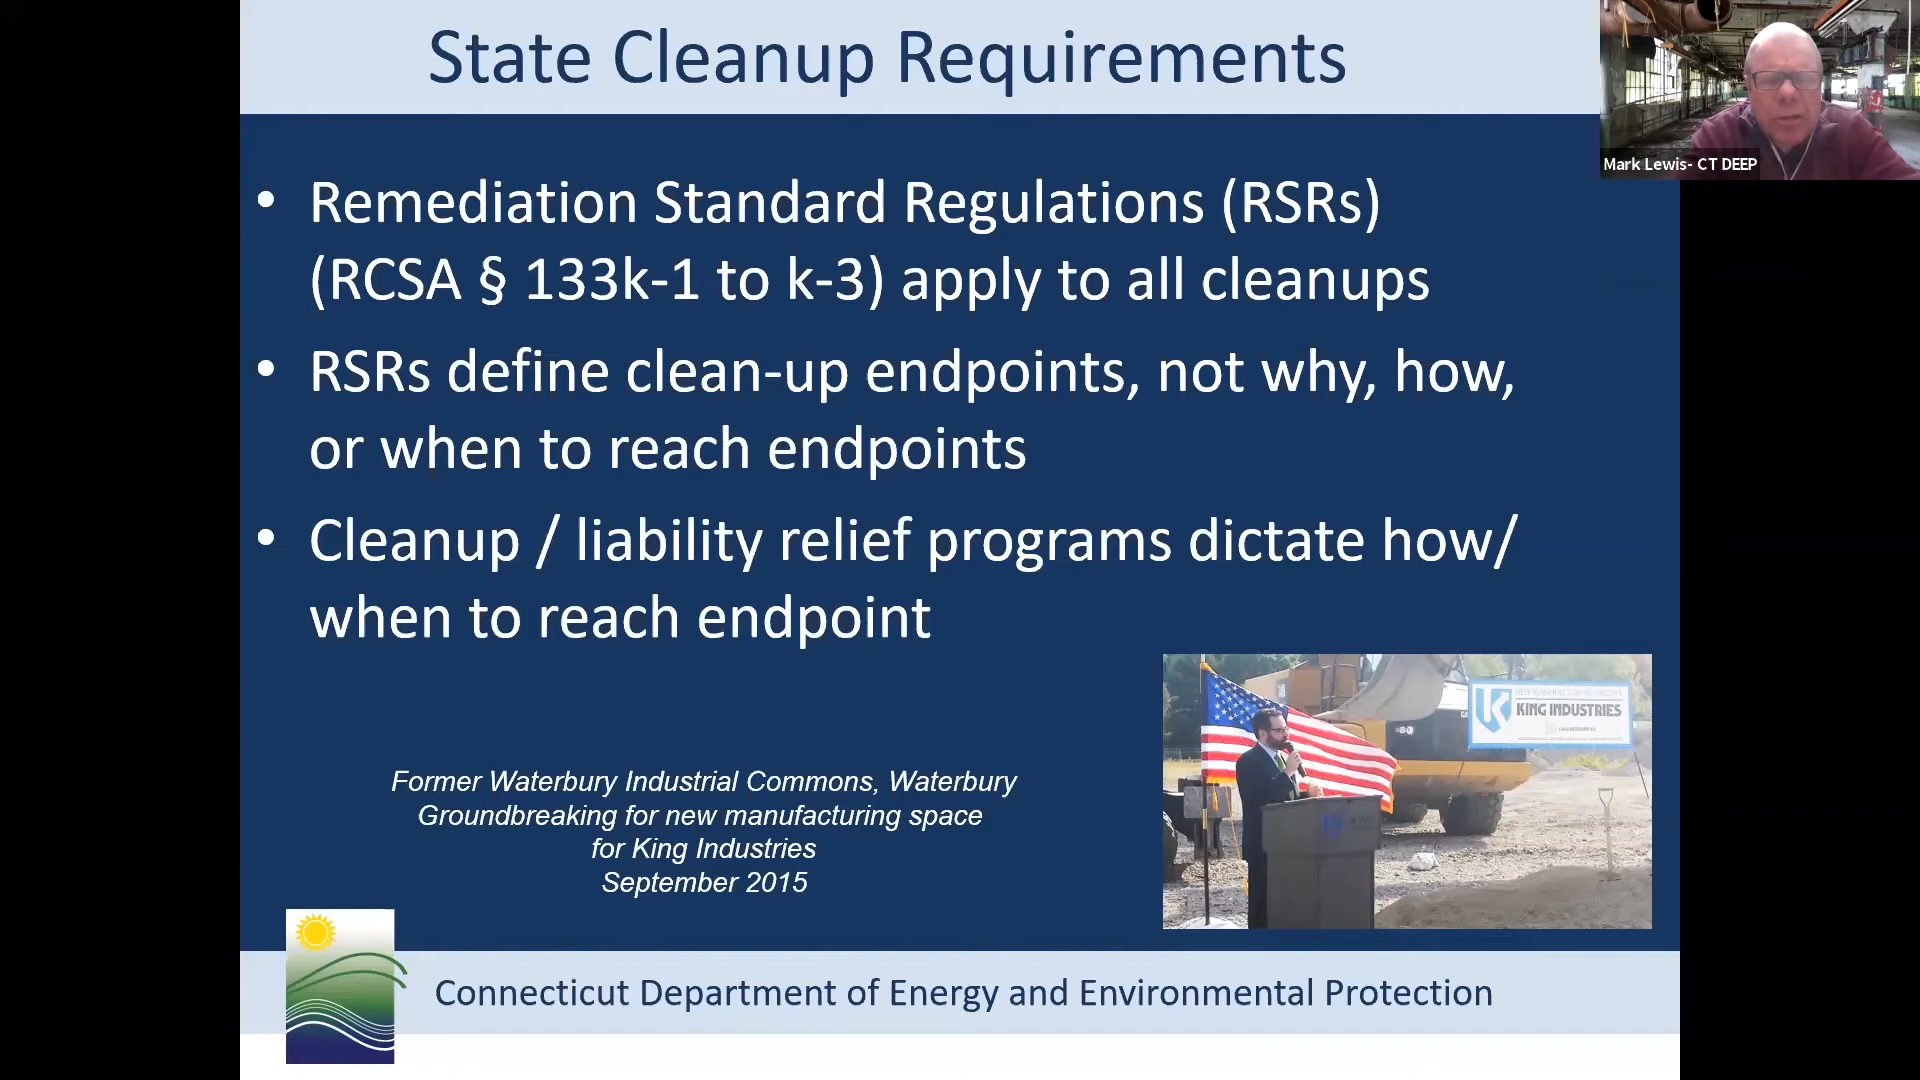 State Cleanup Requirements
Mark Lewis- CT DEEP
• Remediation Standard Regulations (RSRs)
(RCSA § 133k-1 to k-3) apply to all cleanups
• RSRs define clean-up endpoints, not why, how,
or when to reach endpoints
• Cleanup / liability relief programs dictate how/
when to reach endpoint
NEW MANUFACTURING FACILITY
KING INDUSTRIES
Former Waterbury Industrial Commons, Waterbury
Groundbreaking for new manufacturing space
for King Industries
September 2015
Connecticut Department of Energy and Environmental Protection